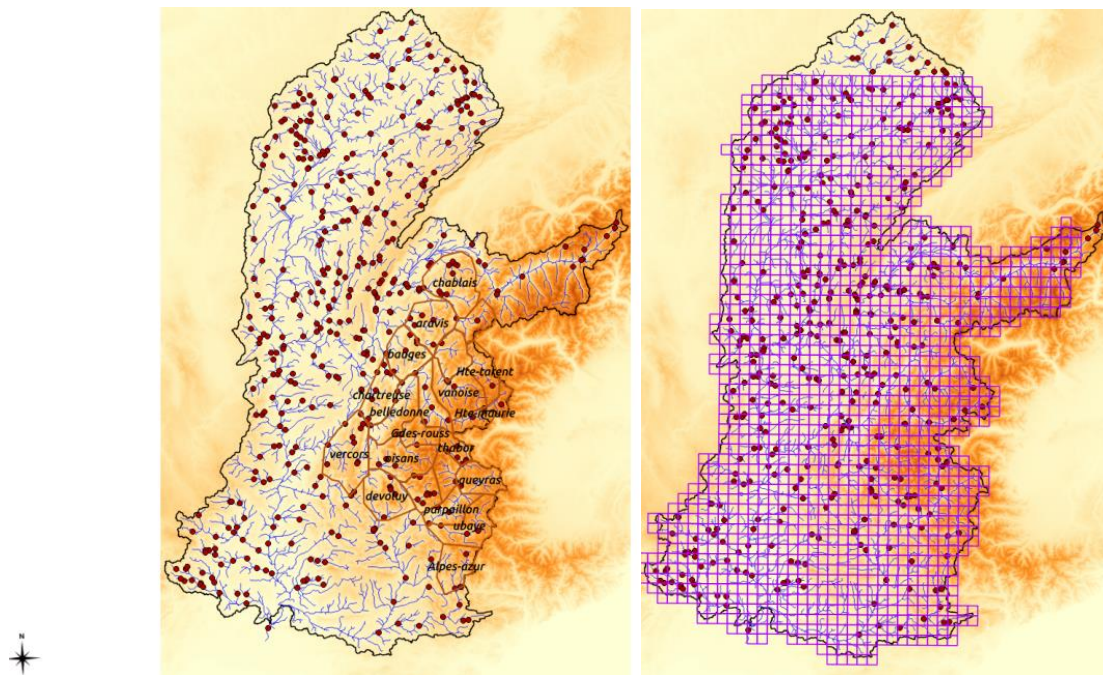 N
chablais
aravis
bauges
Hte-tarent
vanoise
chartreuse
belledonne
Hte-maurie
Gdes-rouss
chabor
vercors
oisans
queyras
devoluy
parpaillon
ubaye
Alpes-azur